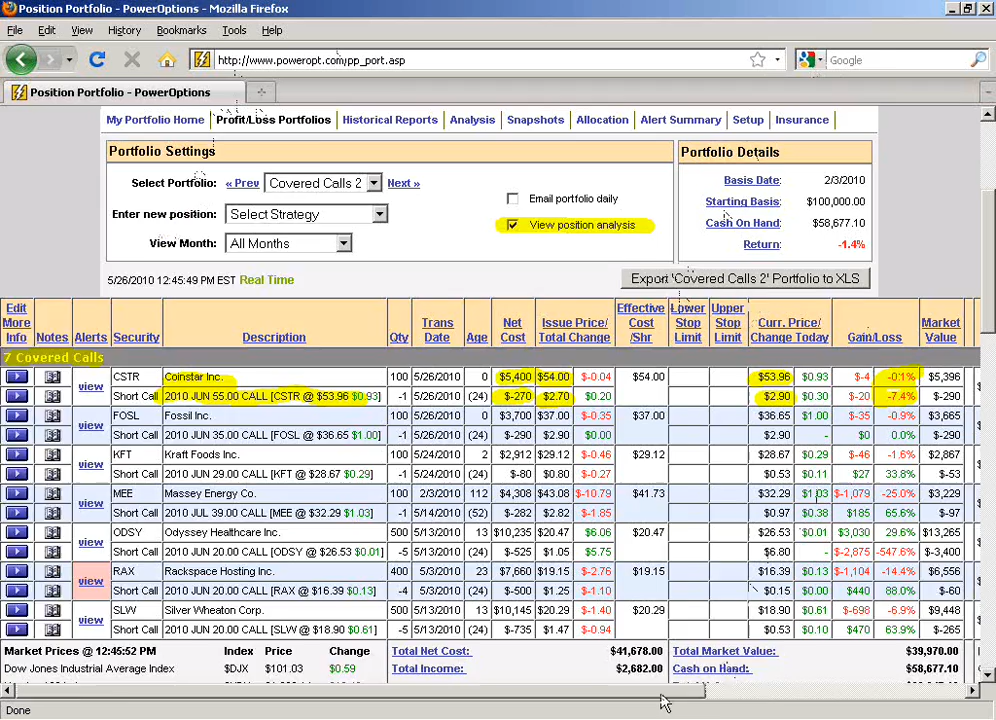 Position Portfolio - PowerOptions - Mozilla Firefox
File Edit View History Bookmarks Tools Help
http://www.poweropt.com/pp_port.asp Google
Position Portfolio - PowerOptions
My Portfolio Home Profit/Loss Portfolios Historical Reports Analysis Snapshots Allocation Alert Summary Setup Insurance
Portfolio Settings Portfolio Details
Select Portfolio: « Prev Covered Calls 2 Next » Basis Date: 2/3/2010
Email portfolio daily Starting Basis: $100,000.00
Enter new position: Select Strategy View position analysis Cash On Hand: $58,677.10
View Month: All Months Return: -1.4%
5/26/2010 12:45:49 PM EST Real Time Export 'Covered Calls 2' Portfolio to XLS
Edit More Info Notes Alerts Security Description Qty Trans Date Age Net Cost Issue Price/ Total Change Effective Cost /Shr Lower Stop Limit Upper Stop Limit Curr. Price/ Change Today Gain/Loss Market Value
7 Covered Calls
view
CSTR Coinstar Inc. 100 5/26/2010 0 $5,400 $54.00 $-0.04 $54.00 $53.96 $0.93 $-4 -0.1% $5,396
Short Call 2010 JUN 55.00 CALL [CSTR @ $53.96 $0.93] -1 5/26/2010 (24) $-270 $2.70 $0.20 $2.90 $0.30 $-20 -7.4% $-290
view
FOSL Fossil Inc. 100 5/26/2010 0 $3,700 $37.00 $-0.35 $37.00 $36.65 $1.00 $-35 -0.9% $3,665
Short Call 2010 JUN 35.00 CALL [FOSL @ $36.65 $1.00] -1 5/26/2010 (24) $-290 $2.90 $0.00 $2.90 - $0 0.0% $-290
view
KFT Kraft Foods Inc. 100 5/24/2010 2 $2,912 $29.12 $-0.46 $29.12 $28.67 $0.29 $-46 -1.6% $2,867
Short Call 2010 JUN 29.00 CALL [KFT @ $28.67 $0.29] -1 5/24/2010 (24) $-80 $0.80 $-0.27 $0.53 $0.11 $27 33.8% $-53
view
MEE Massey Energy Co. 100 2/3/2010 112 $4,308 $43.08 $-10.79 $41.73 $32.29 $1.03 $-1,079 -25.0% $3,229
Short Call 2010 JUL 39.00 CALL [MEE @ $32.29 $1.03] -1 5/14/2010 (52) $-282 $2.82 $-1.85 $0.97 $0.38 $185 65.6% $-97
view
ODSY Odyssey Healthcare Inc. 500 5/13/2010 13 $10,235 $20.47 $6.06 $20.47 $26.53 $0.01 $3,030 29.6% $13,265
Short Call 2010 JUN 20.00 CALL [ODSY @ $26.53 $0.01] -5 5/13/2010 (24) $-525 $1.05 $5.75 $6.80 - $-2,875 -547.6% $-3,400
view
RAX Rackspace Hosting Inc. 400 5/3/2010 23 $7,660 $19.15 $-2.76 $19.15 $16.39 $0.13 $-1,104 -14.4% $6,556
Short Call 2010 JUN 20.00 CALL [RAX @ $16.39 $0.13] -4 5/3/2010 (24) $-500 $1.25 $-1.10 $0.15 $0.00 $440 88.0% $-60
view
SLW Silver Wheaton Corp. 500 5/13/2010 13 $10,145 $20.29 $-1.40 $20.29 $18.90 $0.61 $-698 -6.9% $9,448
Short Call 2010 JUN 20.00 CALL [SLW @ $18.90 $0.61] -5 5/13/2010 (24) $-735 $1.47 $-0.94 $0.53 $0.10 $470 63.9% $-265
Market Prices @ 12:45:52 PM Index Price Change Total Net Cost: $41,678.00 Total Market Value: $39,970.00
Dow Jones Industrial Average Index $DJX $101.03 $0.59 Total Income: $2,682.00 Cash on Hand: $58,677.10
Done